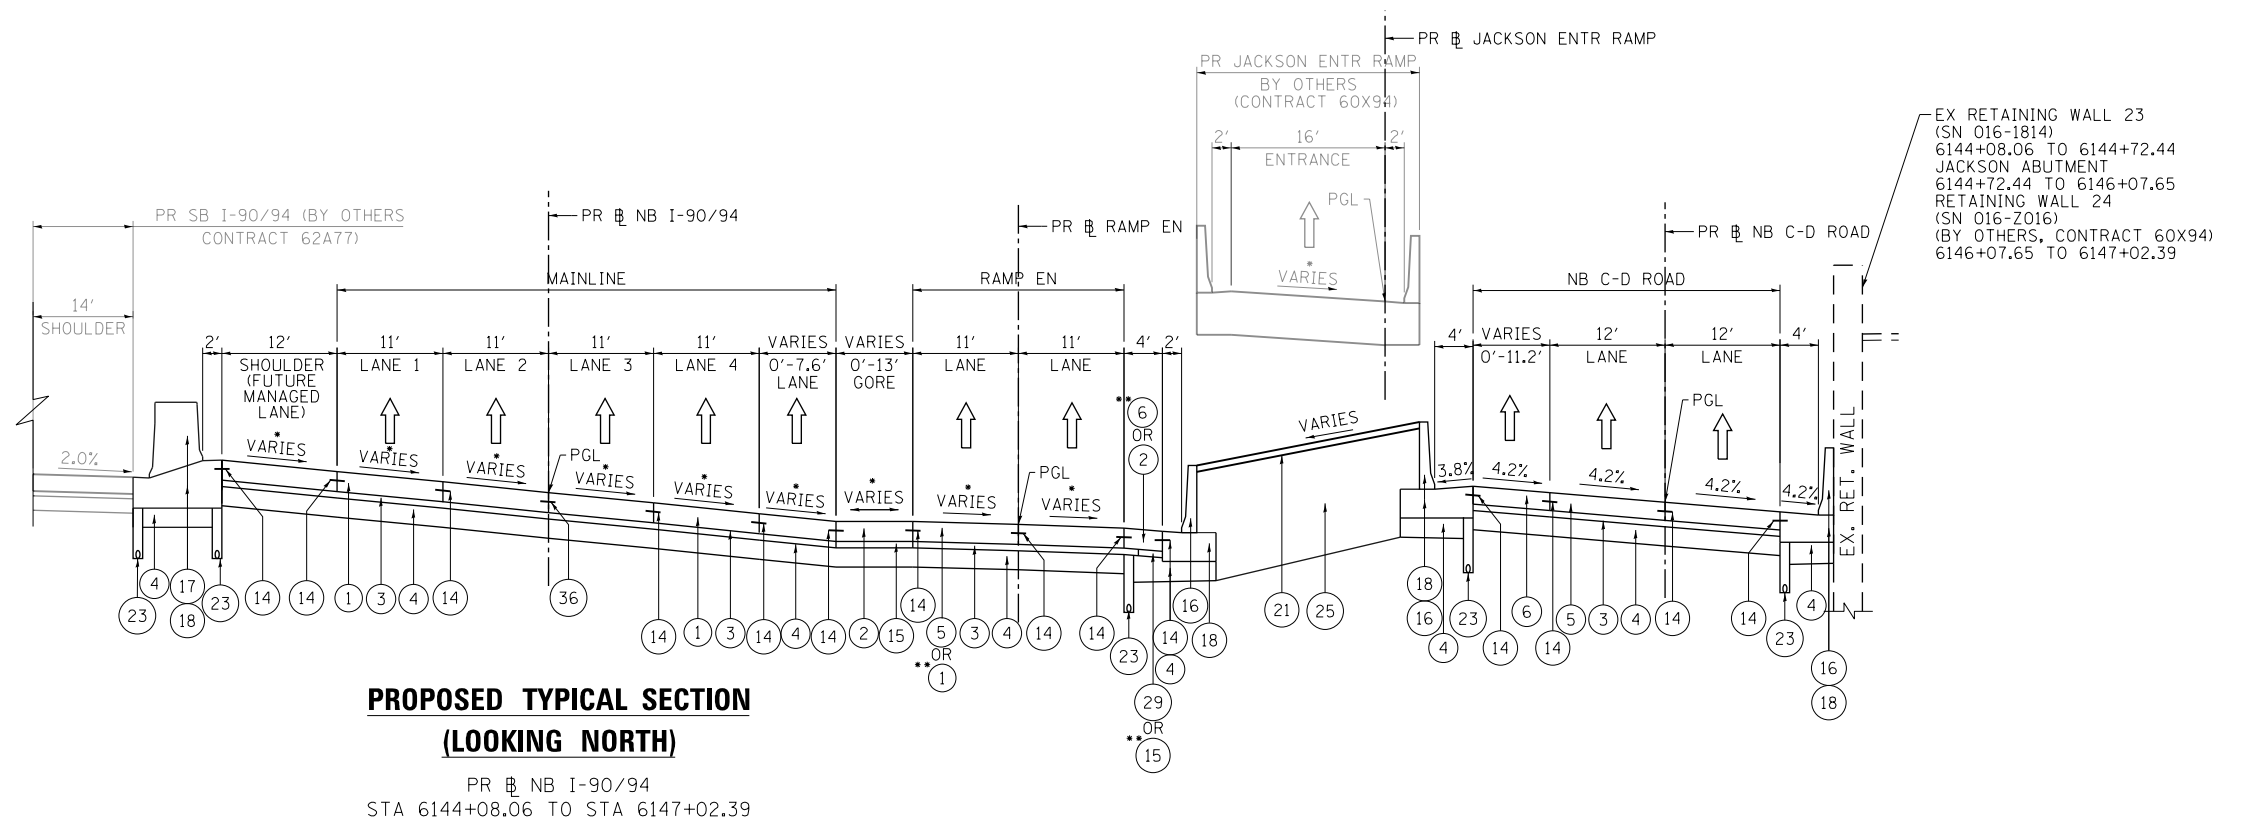 PR ⅊ JACKSON ENTR RAMP
PR JACKSON ENTR RAMP
BY OTHERS
(CONTRACT 60X94)
2'
16'
2'
ENTRANCE
PGL
*
VARIES
EX RETAINING WALL 23
(SN 016-1814)
6144+08.06 TO 6144+72.44
JACKSON ABUTMENT
6144+72.44 TO 6146+07.65
RETAINING WALL 24
(SN 016-Z016)
(BY OTHERS, CONTRACT 60X94)
6146+07.65 TO 6147+02.39
PR SB I-90/94 (BY OTHERS
CONTRACT 62A77)
PR ⅊ NB I-90/94
PR ⅊ RAMP EN
PR ⅊ NB C-D ROAD
MAINLINE
RAMP EN
NB C-D ROAD
14'
SHOULDER
2'
12'
SHOULDER
(FUTURE
MANAGED
LANE)
11'
LANE 1
11'
LANE 2
11'
LANE 3
11'
LANE 4
VARIES
0'-7.6'
LANE
VARIES
0'-13'
GORE
11'
LANE
11'
LANE
4'
2'
4'
VARIES
0'-11.2'
12'
LANE
12'
LANE
4'
2.0%
*
VARIES
*
VARIES
*
VARIES
PGL
*
VARIES
*
VARIES
*
VARIES
*
VARIES
*
VARIES
PGL
*
VARIES
**
6
OR
2
VARIES
3.8%
4.2%
4.2%
PGL
4.2%
4.2%
EX. RET. WALL
23
4
17
18
23
14
14
1
3
4
14
36
14
1
3
14
4
14
2
15
14
5
OR
**
1
3
4
14
14
23
14
4
29
OR
**
15
16
18
21
25
18
16
4
23
14
6
14
5
3
4
14
14
23
4
16
18
PROPOSED TYPICAL SECTION
(LOOKING NORTH)
PR ⅊ NB I-90/94
STA 6144+08.06 TO STA 6147+02.39